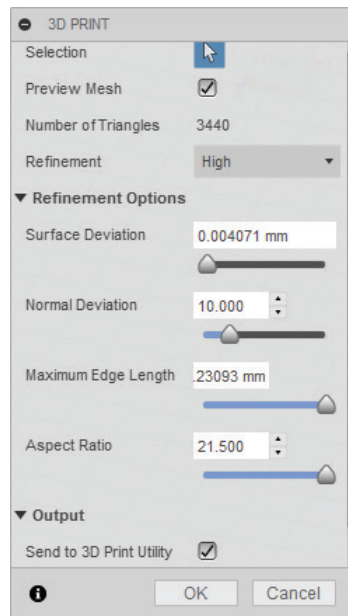 3D PRINT
Selection
Preview Mesh
Number of Triangles 3440
Refinement High
Refinement Options
Surface Deviation 0.004071 mm
Normal Deviation 10.000
Maximum Edge Length .23093 mm
Aspect Ratio 21.500
Output
Send to 3D Print Utility
OK Cancel